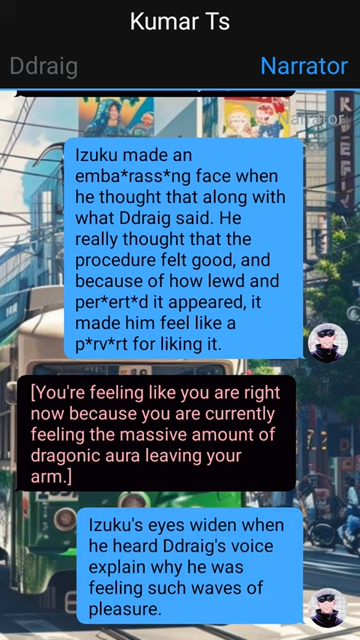 Kumar Ts
Ddraig
Narrator
Narrator
Izuku made an
emba*rass*ng face when
he thought that along with
what Ddraig said. He
really thought that the
procedure felt good, and
because of how lewd and
per*ert*d it appeared, it
made him feel like a
p*rv*rt for liking it.
[You're feeling like you are right
now because you are currently
feeling the massive amount of
dragonic aura leaving your
arm.]
Izuku's eyes widen when
he heard Ddraig's voice
explain why he was
feeling such waves of
pleasure.